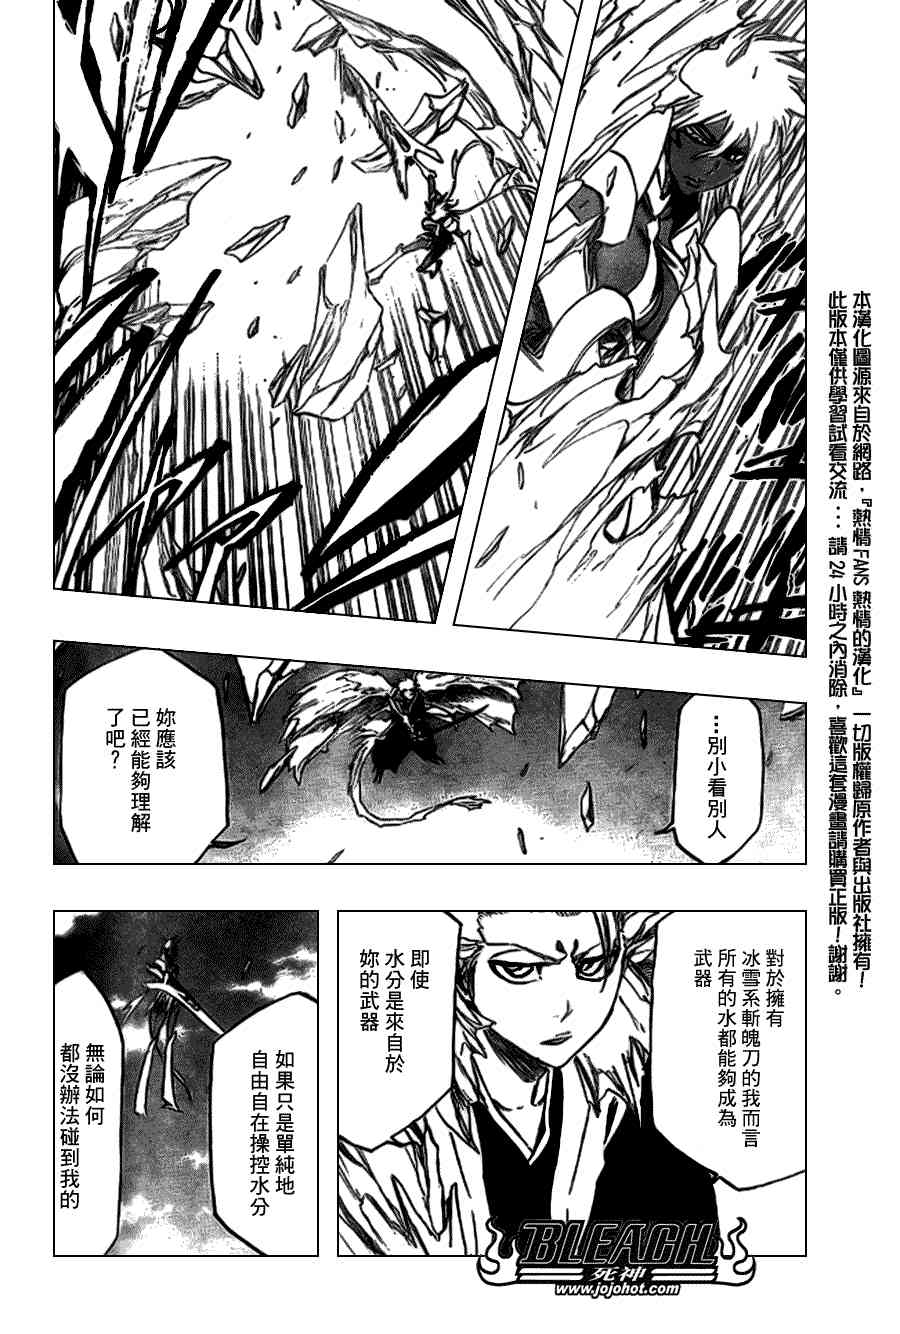 …別小看別人
妳應該
已經能夠理解
了吧?
對於擁有
冰雪系斬魄刀的我而言
所有的水都能夠成為
武器
即使
水分是來自於
妳的武器
如果只是單純地
自由自在操控水分
無論如何
都沒辦法碰到我的
本漢化圖源來自於網路,『熱情FANS熱情的漢化』一切版權歸原作者與出版社擁有!
此版本僅供學習試看交流…請24小時之內消除,喜歡這套漫畫請購買正版!謝謝。
BLEACH
死神
www.jojohot.com